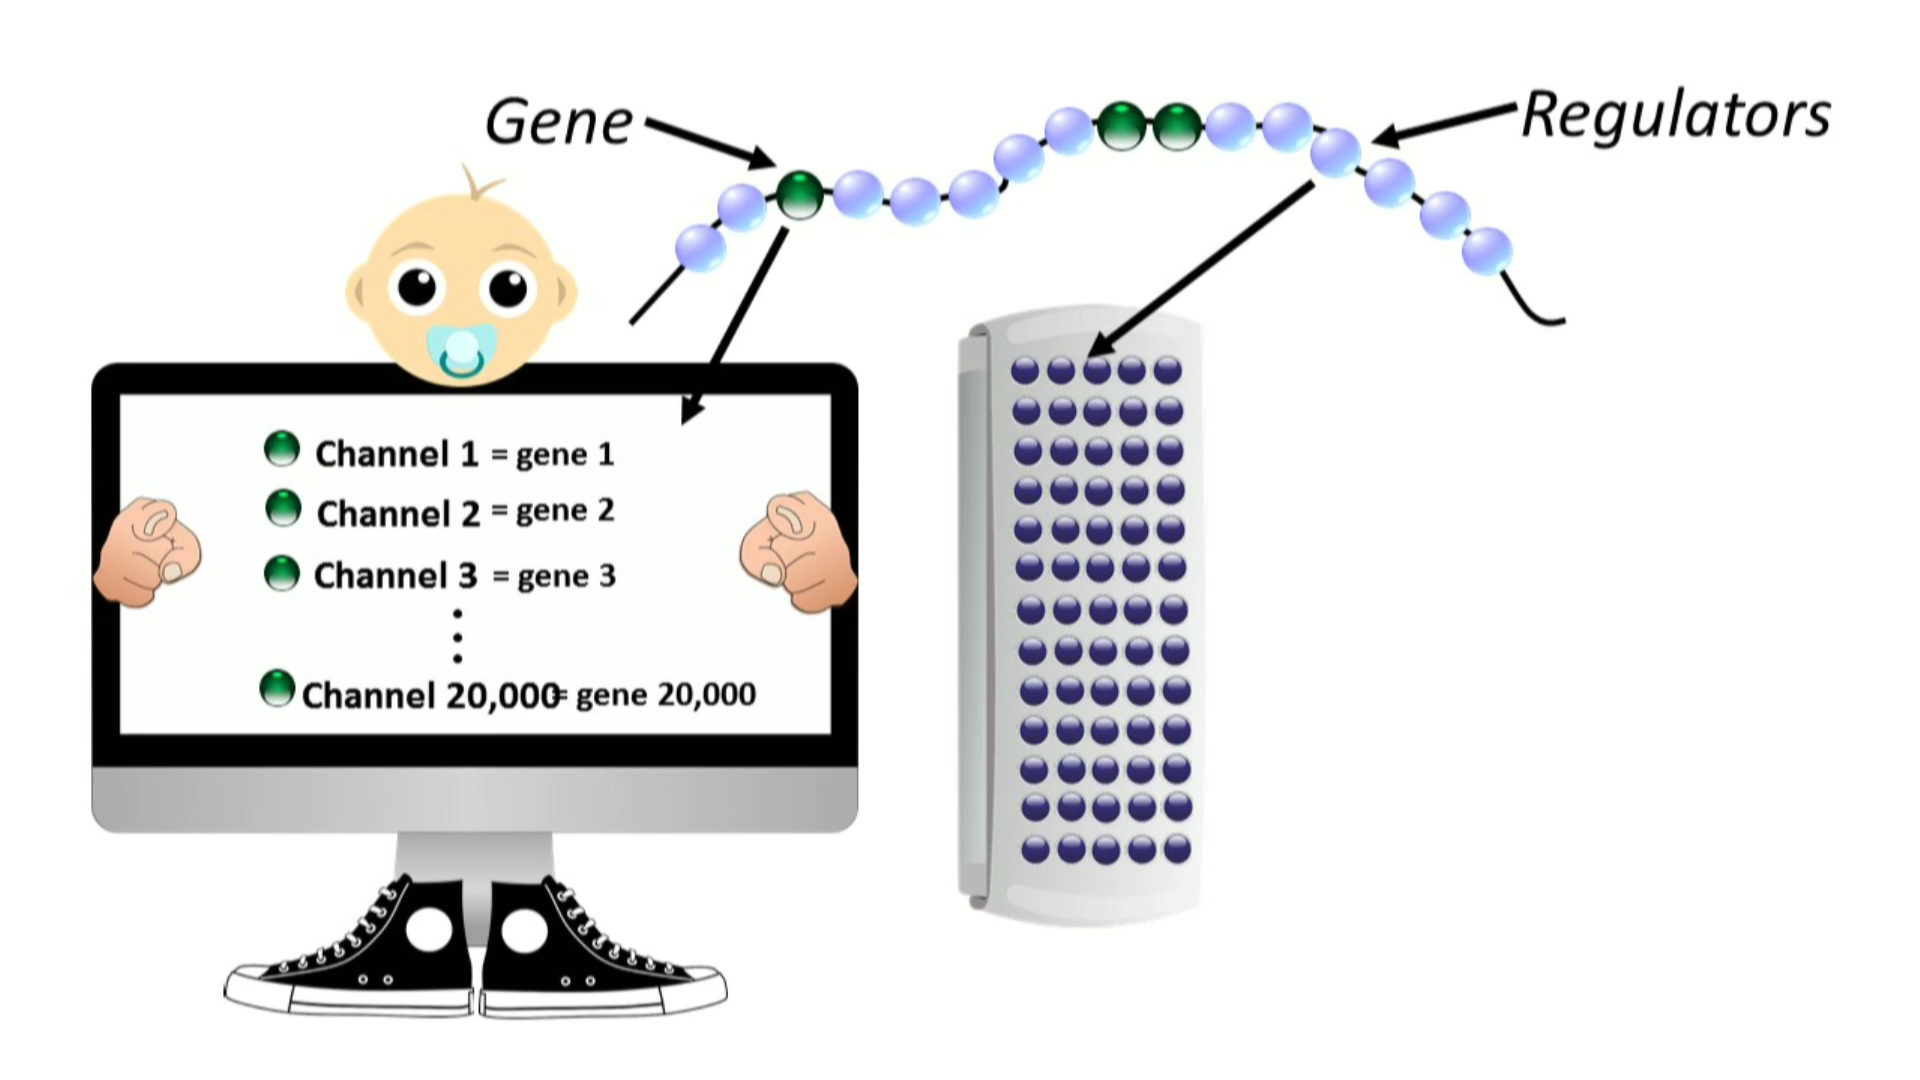 Gene
Regulators
Channel 1 = gene 1
Channel 2 = gene 2
Channel 3 = gene 3
Channel 20,000= gene 20,000